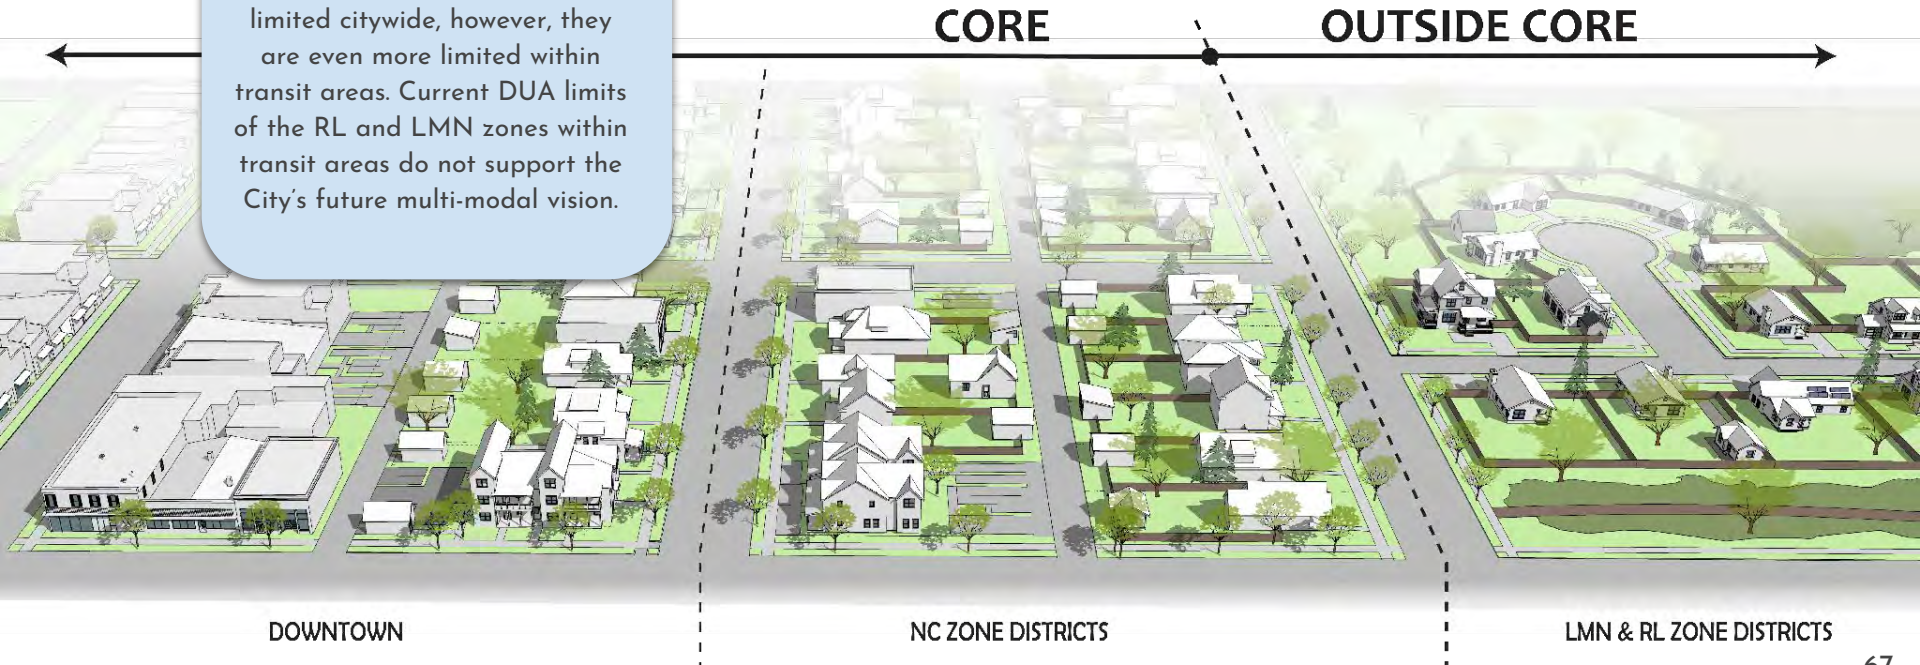 limited citywide, however, they
are even more limited within
transit areas. Current DUA limits
of the RL and LMN zones within
transit areas do not support the
City's future multi-modal vision.
CORE
OUTSIDE CORE
DOWNTOWN
NC ZONE DISTRICTS
LMN & RL ZONE DISTRICTS
67